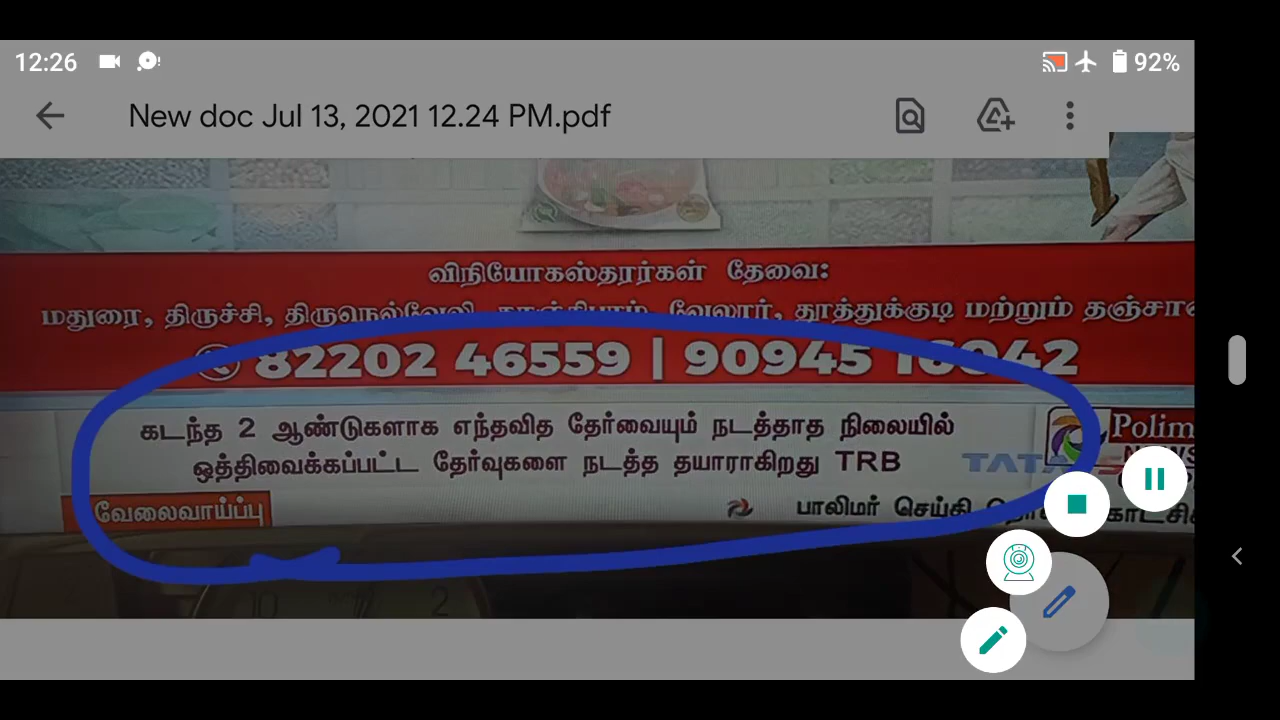 12:26
92%
New doc Jul 13, 2021 12.24 PM.pdf
விநியோகஸ்தரர்கள் தேவை:
மதுரை, திருச்சி, திருநெல்வேலி, காஞ்சிபுரம், வேலூர், தூத்துக்குடி மற்றும்
82202 46559 | 90945
கடந்த 2 ஆண்டுகளாக எந்தவித தேர்வையும் நடத்தாத நிலையில்
ஒத்திவைக்கப்பட்ட தேர்வுகளை நடத்த தயாராகிறது TRB
வேலைவாய்ப்பு
பாலிமர் செய்தி